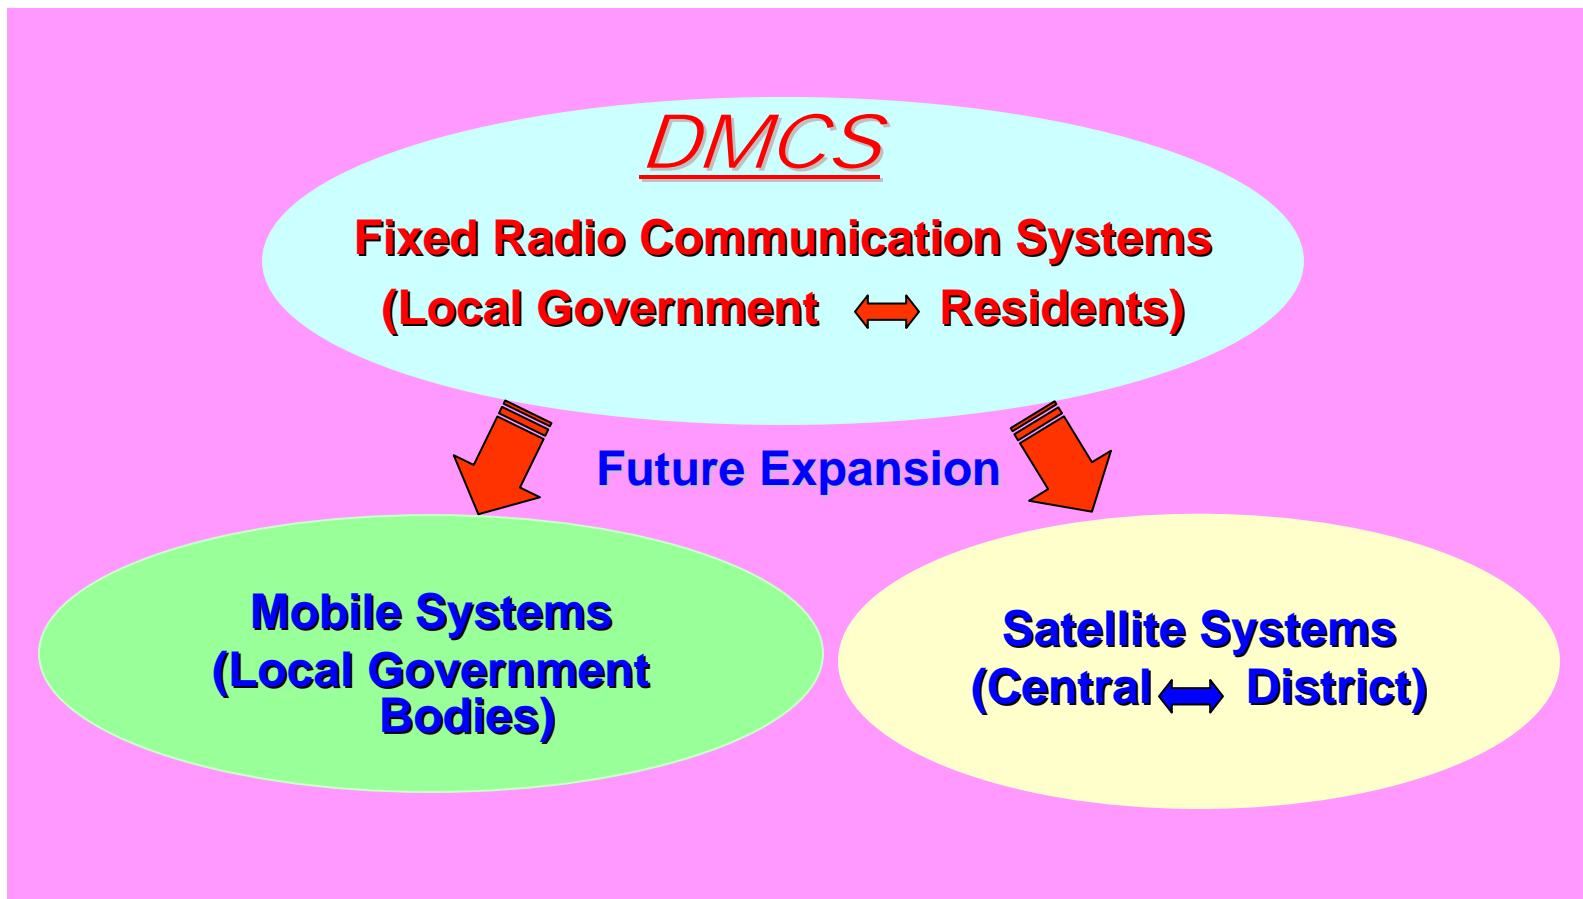 DMCS
Fixed Radio Communication Systems
(Local Government Residents)
Future Expansion
Mobile Systems
(Local Government
Bodies)
Satellite Systems
(Central District)